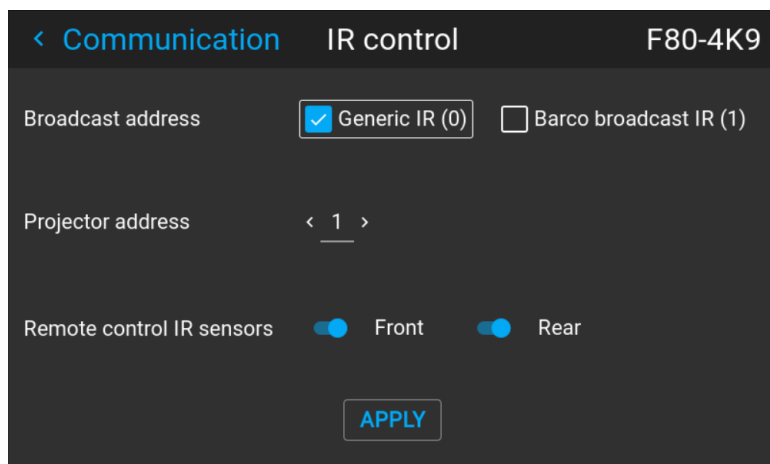 Communication IR control F80-4K9
Broadcast address Generic IR (0) Barco broadcast IR (1)
Projector address < 1 >
Remote control IR sensors Front Rear
APPLY